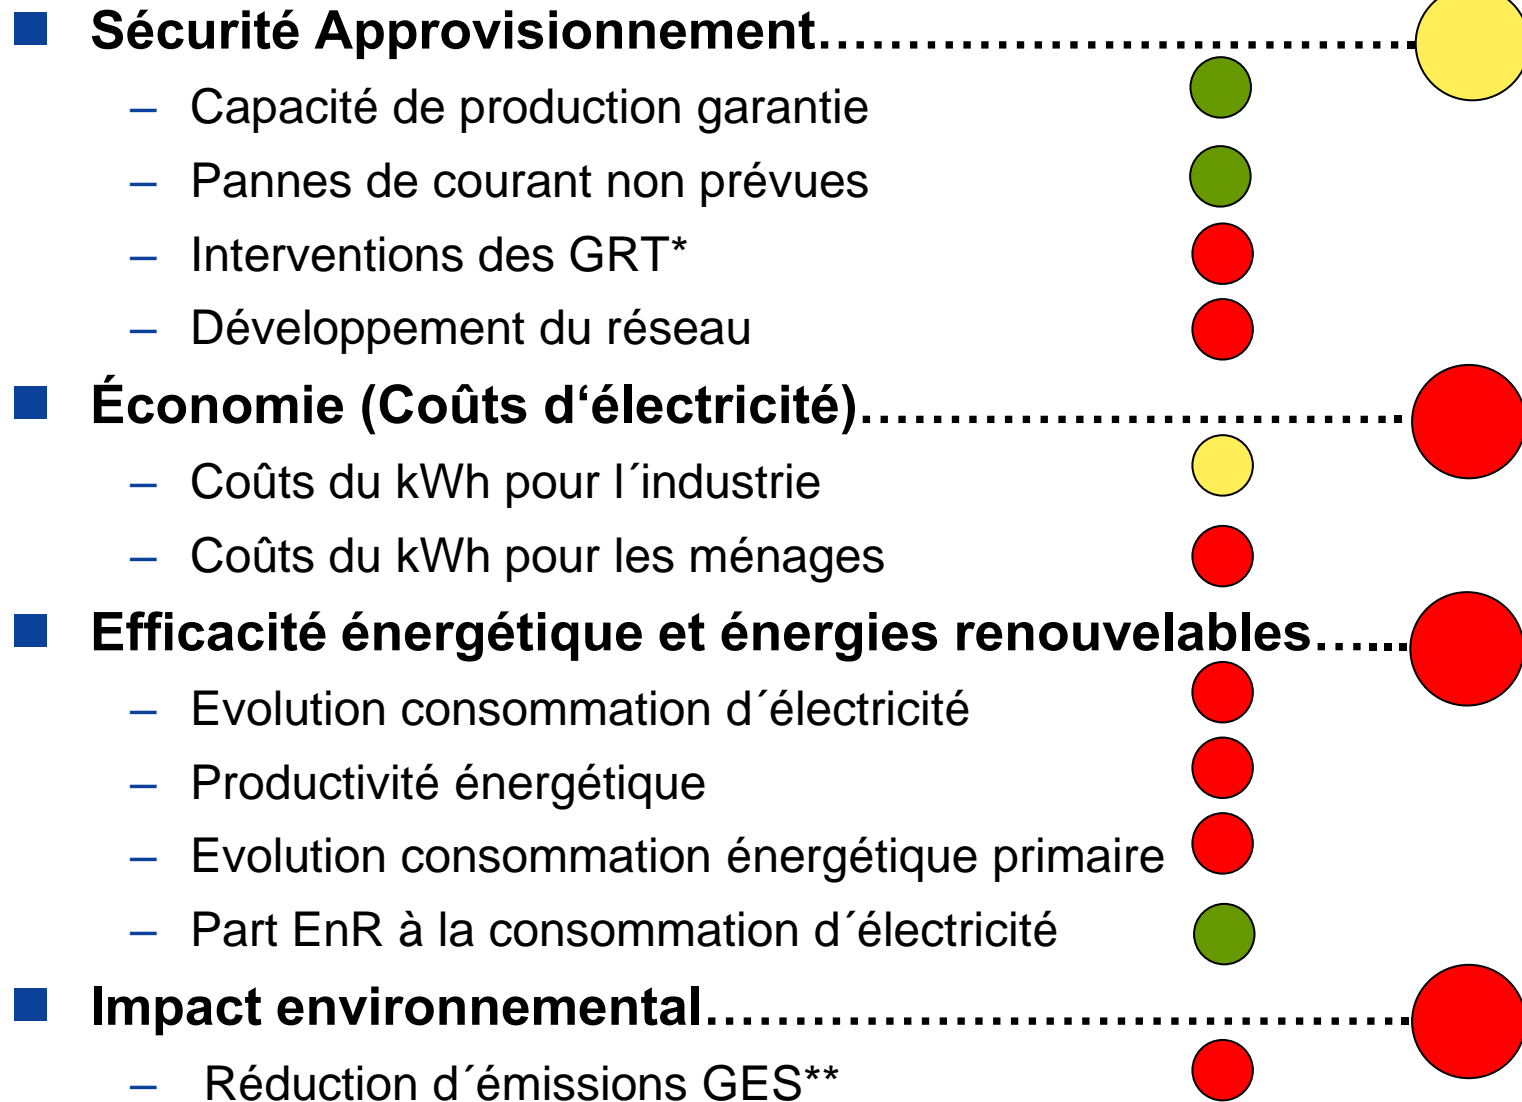 Sécurité Approvisionnement……………………………….
– Capacité de production garantie
– Pannes de courant non prévues
– Interventions des GRT*
– Développement du réseau
Économie (Coûts d‘électricité)…………………………….
– Coûts du kWh pour l´industrie
– Coûts du kWh pour les ménages
Efficacité énergétique et énergies renouvelables…...
– Evolution consommation d´électricité
– Productivité énergétique
– Evolution consommation énergétique primaire
– Part EnR à la consommation d´électricité
Impact environnemental…………………………………….
– Réduction d´émissions GES**